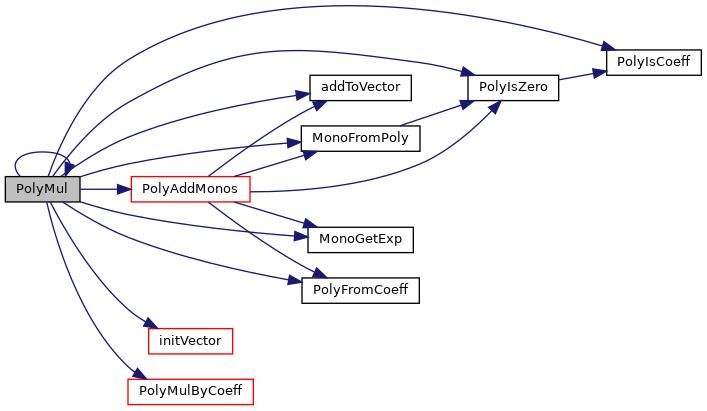 PolyIsCoeff
PolyIsZero
addToVector
MonoFromPoly
PolyMul
PolyAddMonos
MonoGetExp
PolyFromCoeff
initVector
PolyMulByCoeff